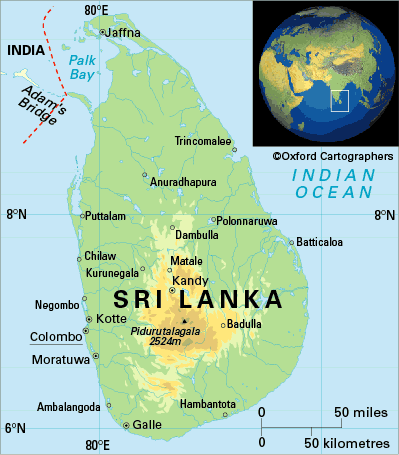 80°E
Jaffna
INDIA
Palk
Bay
Adam's
Bridge
Trincomalee
©Oxford Cartographers
INDIAN
OCEAN
Anuradhapura
8°N
8°N
Puttalam
Polonnaruwa
Dambulla
Batticaloa
Chilaw
Matale
Kurunegala
Kandy
SRI LANKA
Negombo
Kotte
Pidurutalagala
2524m
Badulla
Colombo
Moratuwa
Ambalangoda
Hambantota
0 50 miles
6°N
80°E
Galle
0 50 kilometres